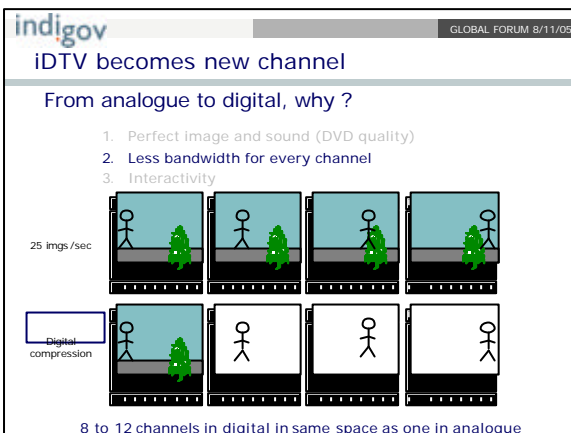 indigov
GLOBAL FORUM 8/11/05
iDTV becomes new channel
From analogue to digital, why ?
1. Perfect image and sound (DVD quality)
2. Less bandwidth for every channel
3. Interactivity
25 imgs/sec
Digital
compression
8 to 12 channels in digital in same space as one in analogue